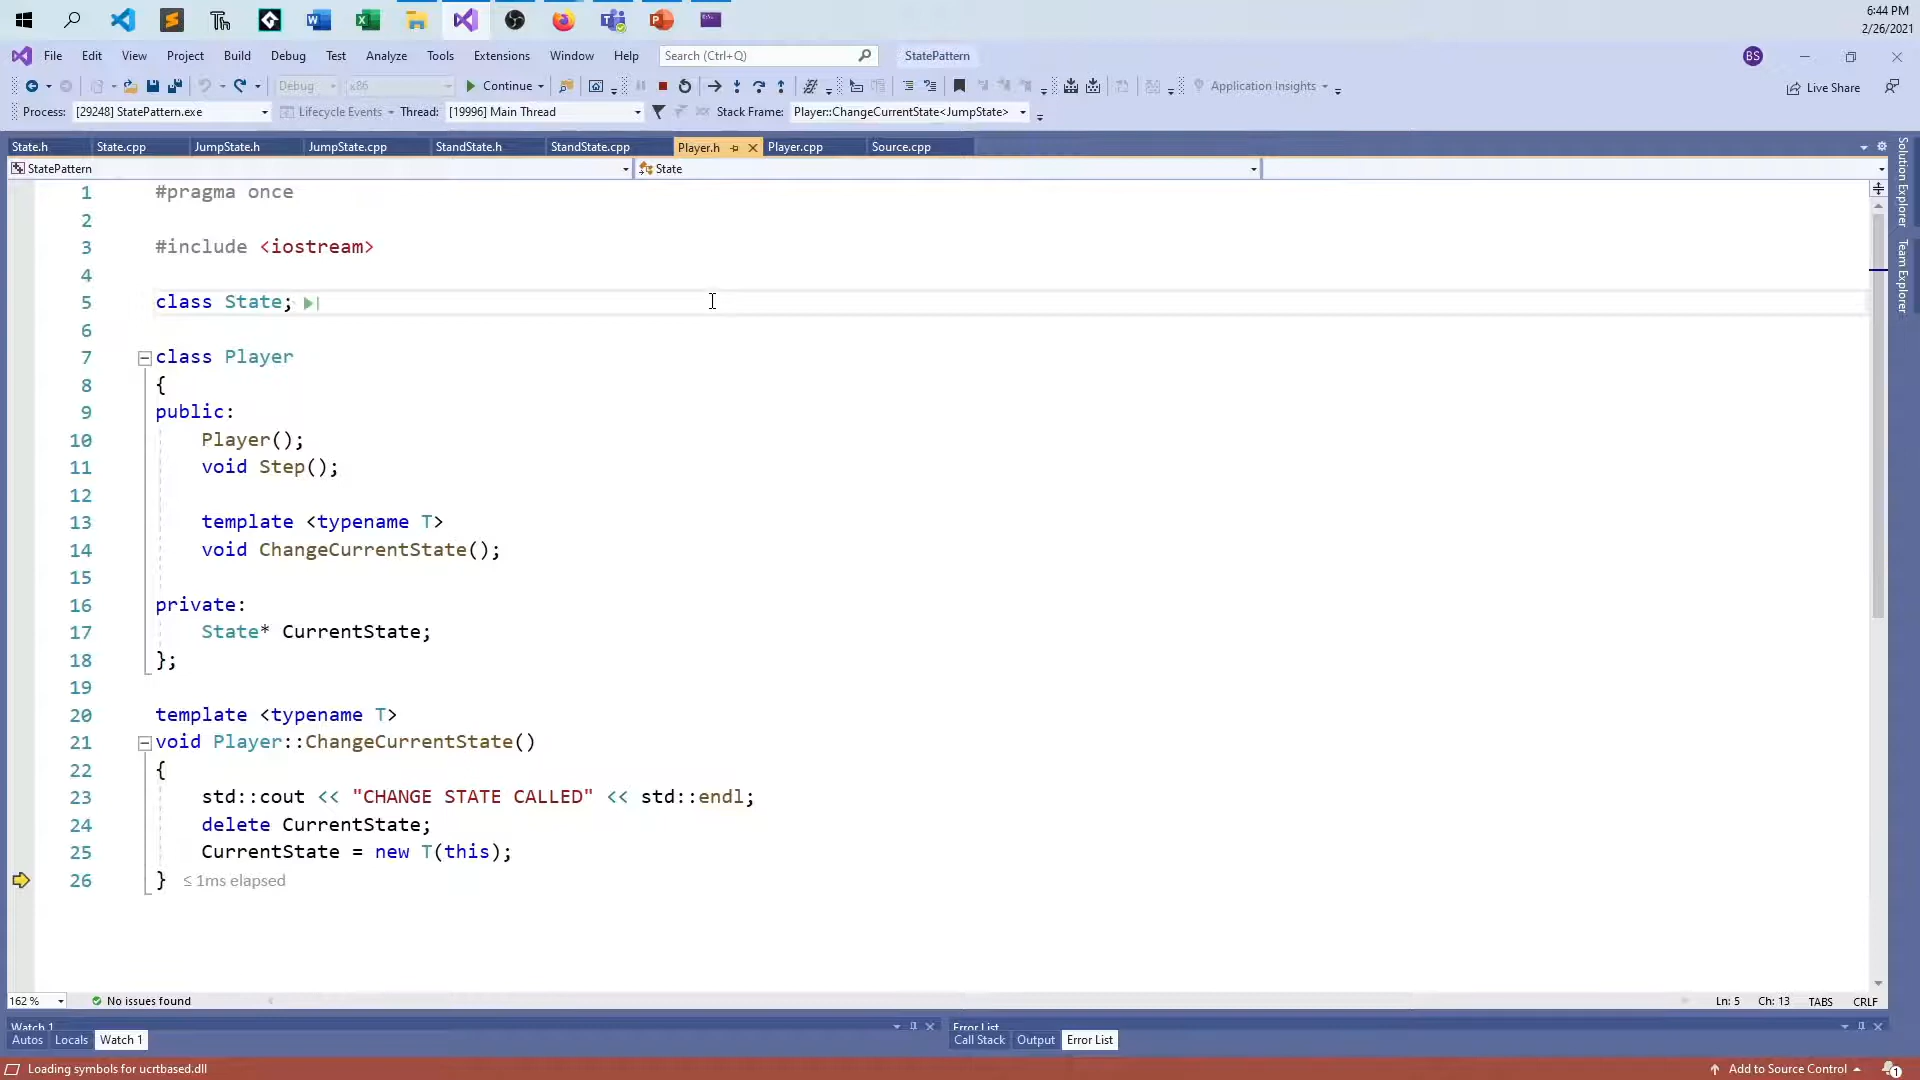 6:44 PM
2/26/2021
File Edit View Project Build Debug Test Analyze Tools Extensions Window Help Search (Ctrl+Q) StatePattern BS
Debug x86 Continue Application Insights Live Share
Process: [29248] StatePattern.exe Lifecycle Events Thread: [19996] Main Thread Stack Frame: Player::ChangeCurrentState<JumpState>
State.h State.cpp JumpState.h JumpState.cpp StandState.h StandState.cpp Player.h Player.cpp Source.cpp
StatePattern State
Solution Explorer
Team Explorer
1 #pragma once
2
3 #include <iostream>
4
5 class State;
6
7 class Player
8 {
9 public:
10 Player();
11 void Step();
12
13 template <typename T>
14 void ChangeCurrentState();
15
16 private:
17 State* CurrentState;
18 };
19
20 template <typename T>
21 void Player::ChangeCurrentState()
22 {
23 std::cout << "CHANGE STATE CALLED" << std::endl;
24 delete CurrentState;
25 CurrentState = new T(this);
26 } ≤ 1ms elapsed
162 % No issues found Ln: 5 Ch: 13 TABS CRLF
Watch 1 Error List
Autos Locals Watch 1 Call Stack Output Error List
Loading symbols for ucrtbased.dll Add to Source Control 1